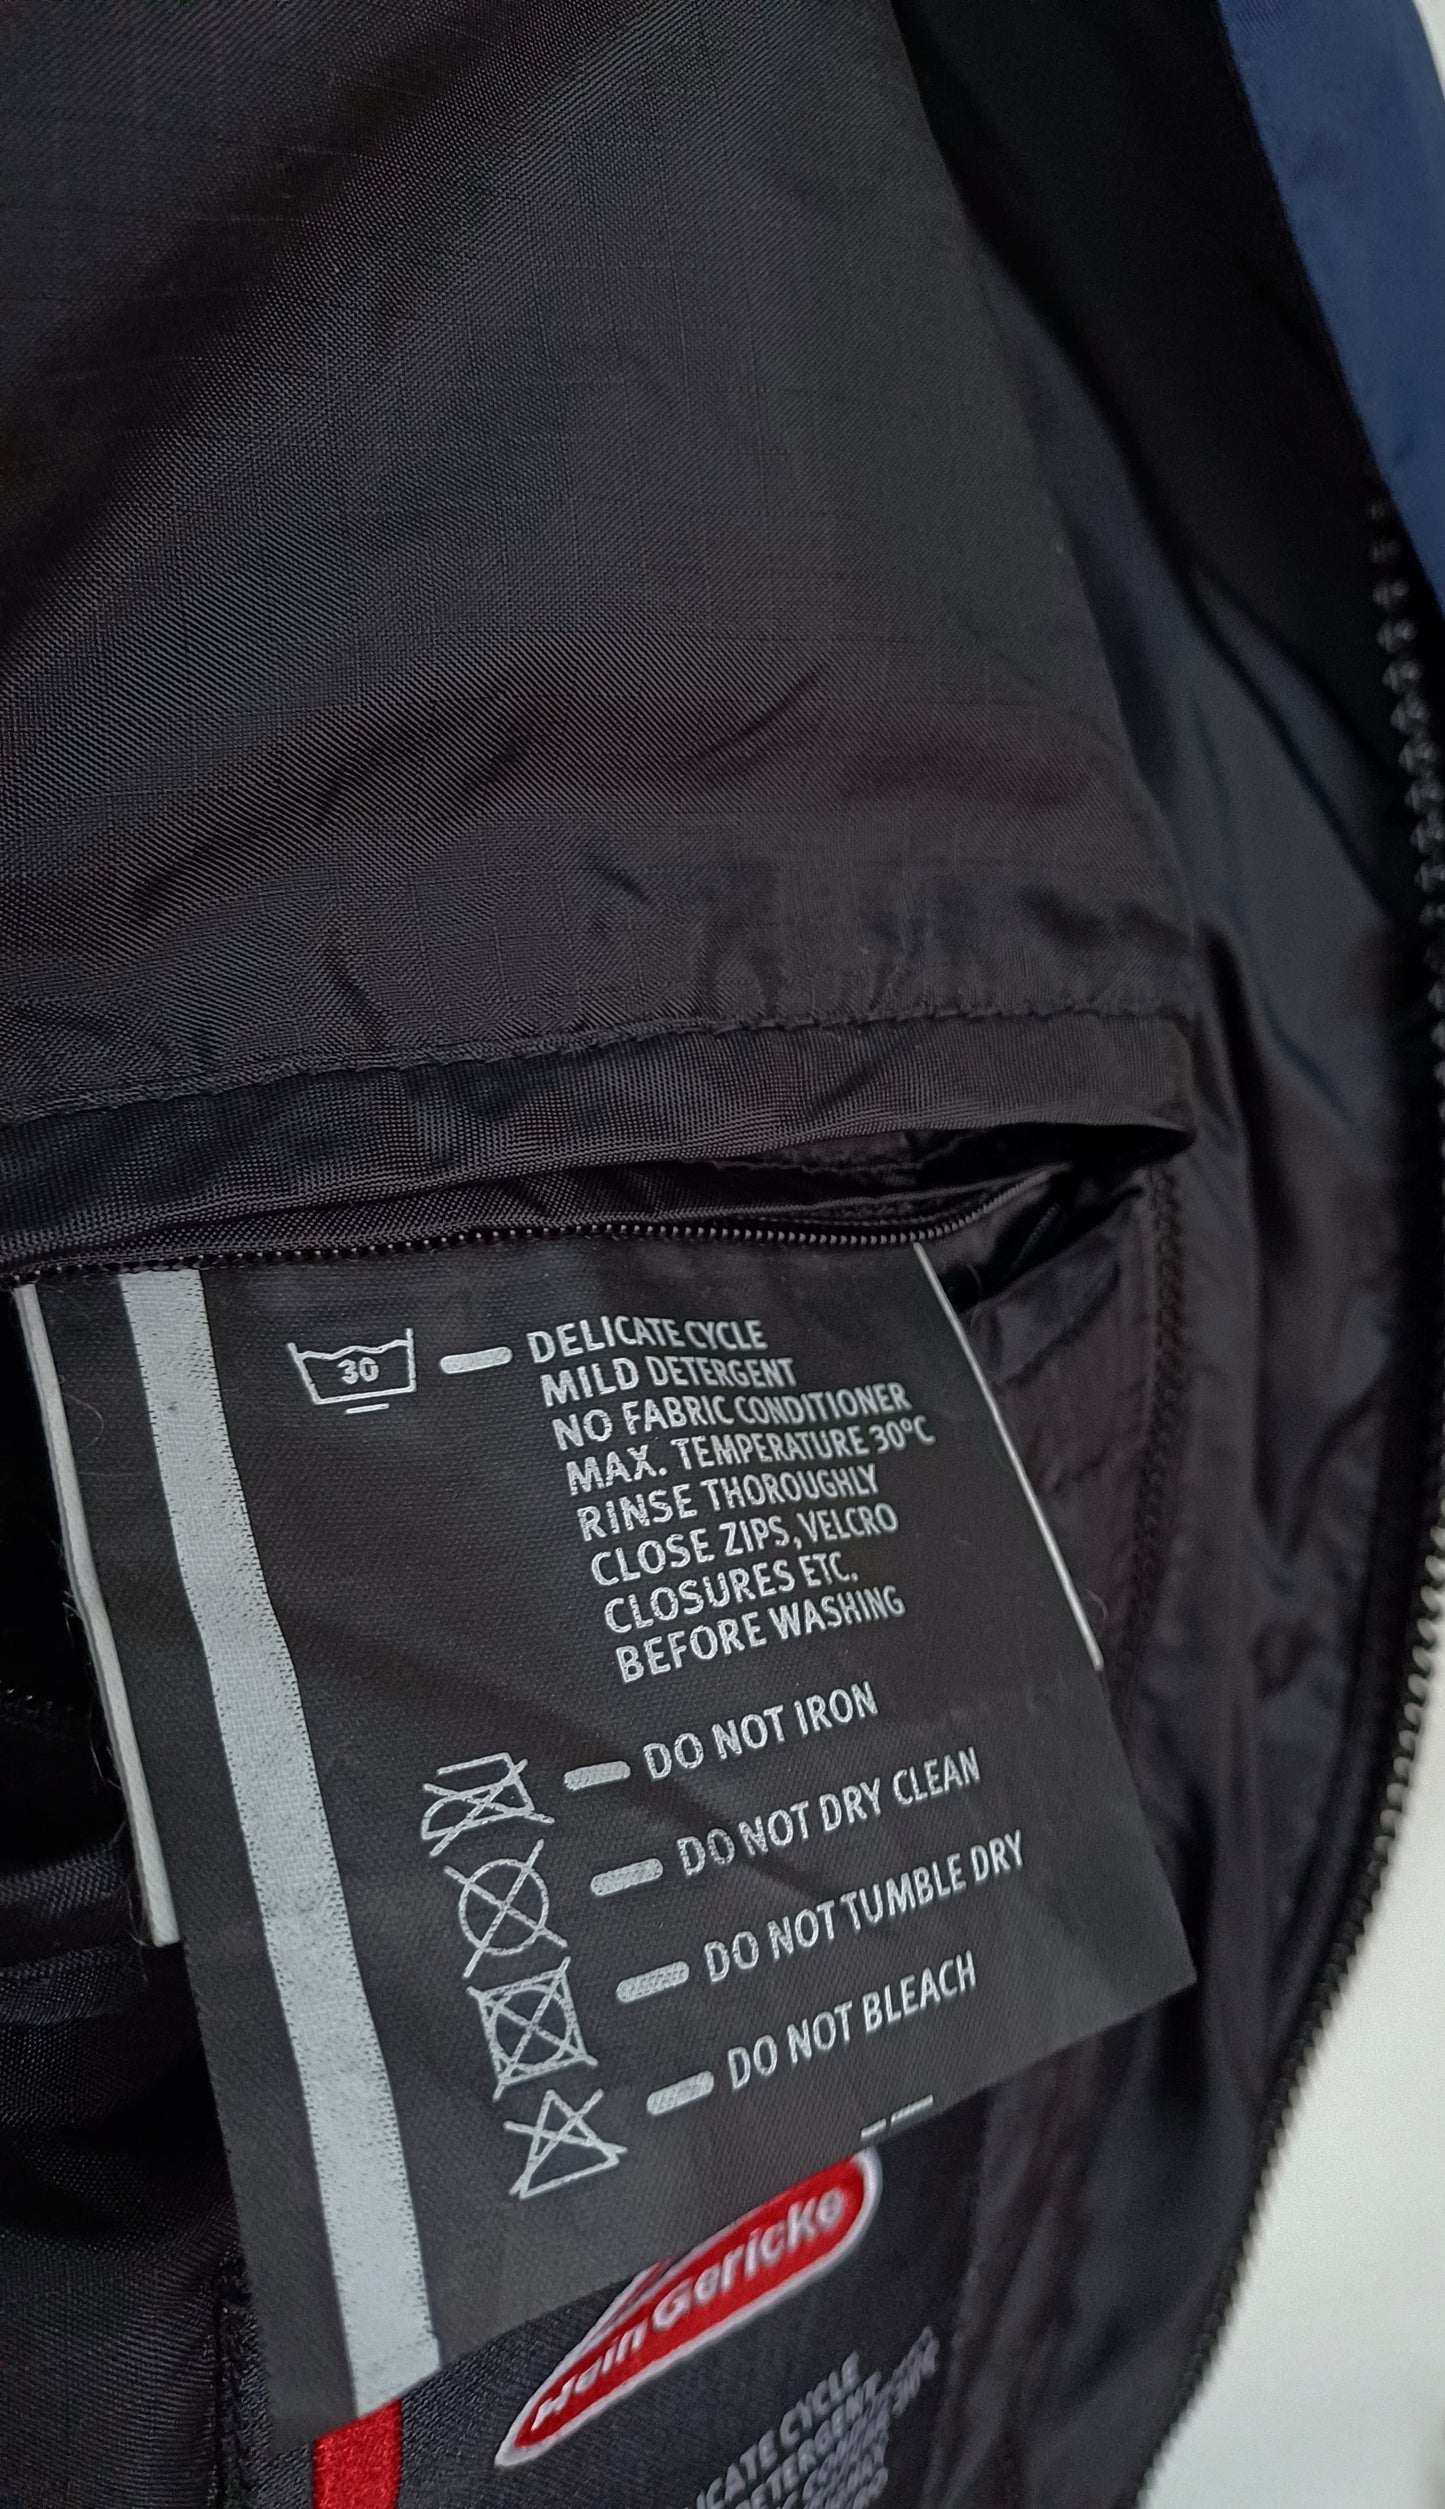 30
DELICATE CYCLE
MILD DETERGENT
NO FABRIC CONDITIONER
MAX. TEMPERATURE 30°C
RINSE THOROUGHLY
CLOSE ZIPS, VELCRO
CLOSURES ETC.
BEFORE WASHING
DO NOT IRON
DO NOT DRY CLEAN
DO NOT TUMBLE DRY
DO NOT BLEACH
Hein Gericke
CYCLE